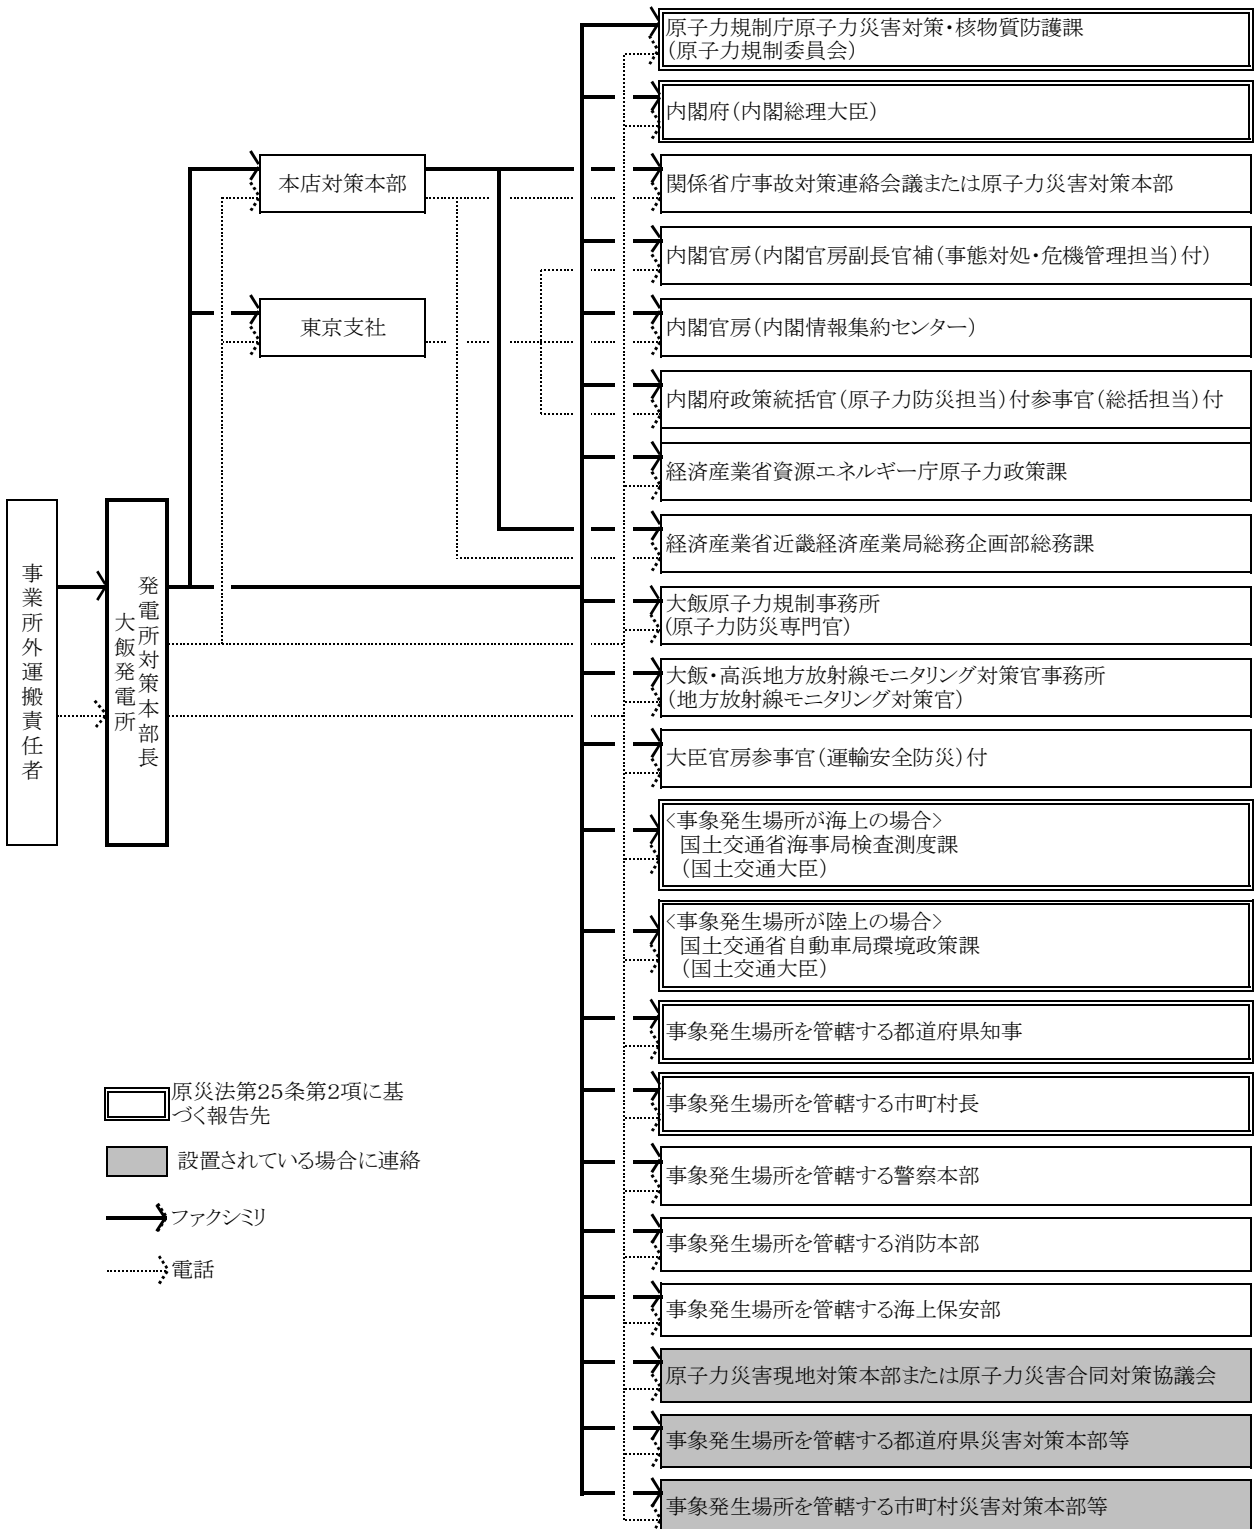 原子力規制庁原子力災害対策・核物質防護課
(原子力規制委員会)
内閣府(内閣総理大臣)
本店対策本部
関係省庁事故対策連絡会議または原子力災害対策本部
内閣官房(内閣官房副長官補(事態対処・危機管理担当)付)
東京支社
内閣官房(内閣情報集約センター)
内閣府政策統括官(原子力防災担当)付参事官(総括担当)付
経済産業省資源エネルギー庁原子力政策課
経済産業省近畿経済産業局総務企画部総務課
事業所外運搬責任者
発電所対策本部長
大飯発電所
大飯原子力規制事務所
(原子力防災専門官)
大飯・高浜地方放射線モニタリング対策官事務所
(地方放射線モニタリング対策官)
大臣官房参事官(運輸安全防災)付
<事象発生場所が海上の場合>
国土交通省海事局検査測度課
(国土交通大臣)
<事象発生場所が陸上の場合>
国土交通省自動車局環境政策課
(国土交通大臣)
事象発生場所を管轄する都道府県知事
事象発生場所を管轄する市町村長
事象発生場所を管轄する警察本部
事象発生場所を管轄する消防本部
事象発生場所を管轄する海上保安部
原子力災害現地対策本部または原子力災害合同対策協議会
事象発生場所を管轄する都道府県災害対策本部等
事象発生場所を管轄する市町村災害対策本部等
原災法第25条第2項に基
づく報告先
設置されている場合に連絡
ファクシミリ
電話